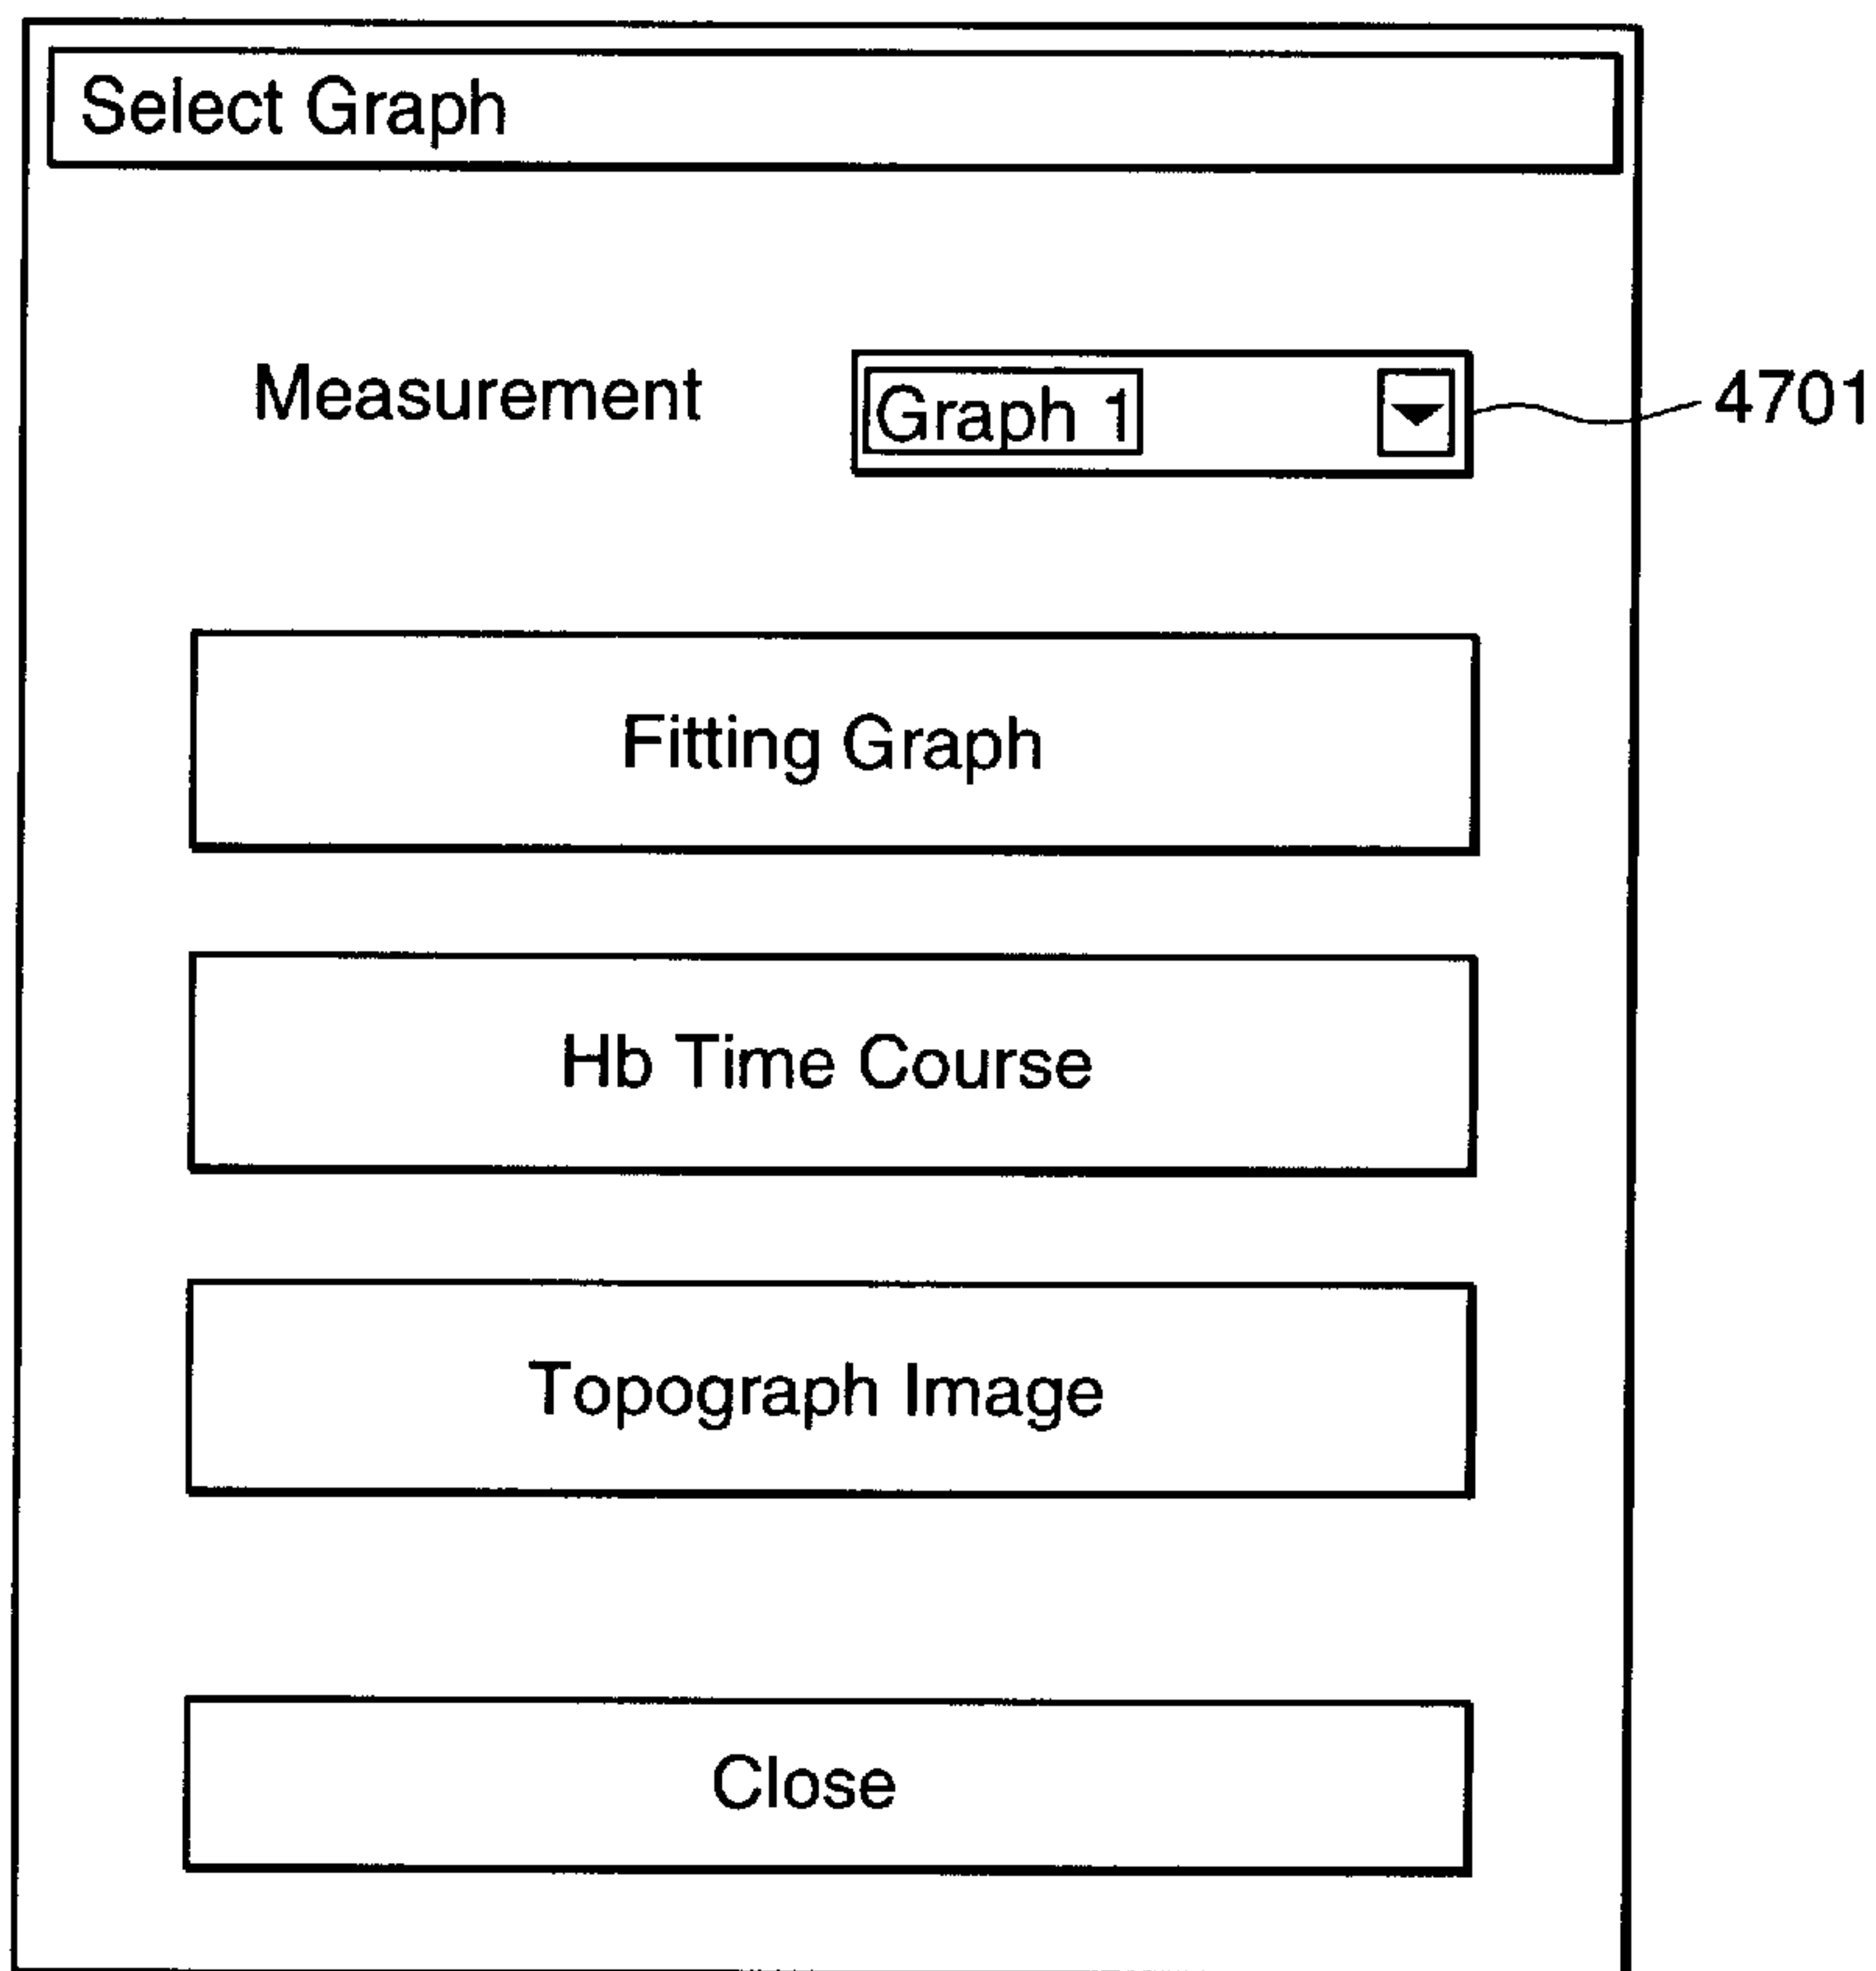 Select Graph
Measurement Graph 1 4701
Fitting Graph
Hb Time Course
Topograph Image
Close